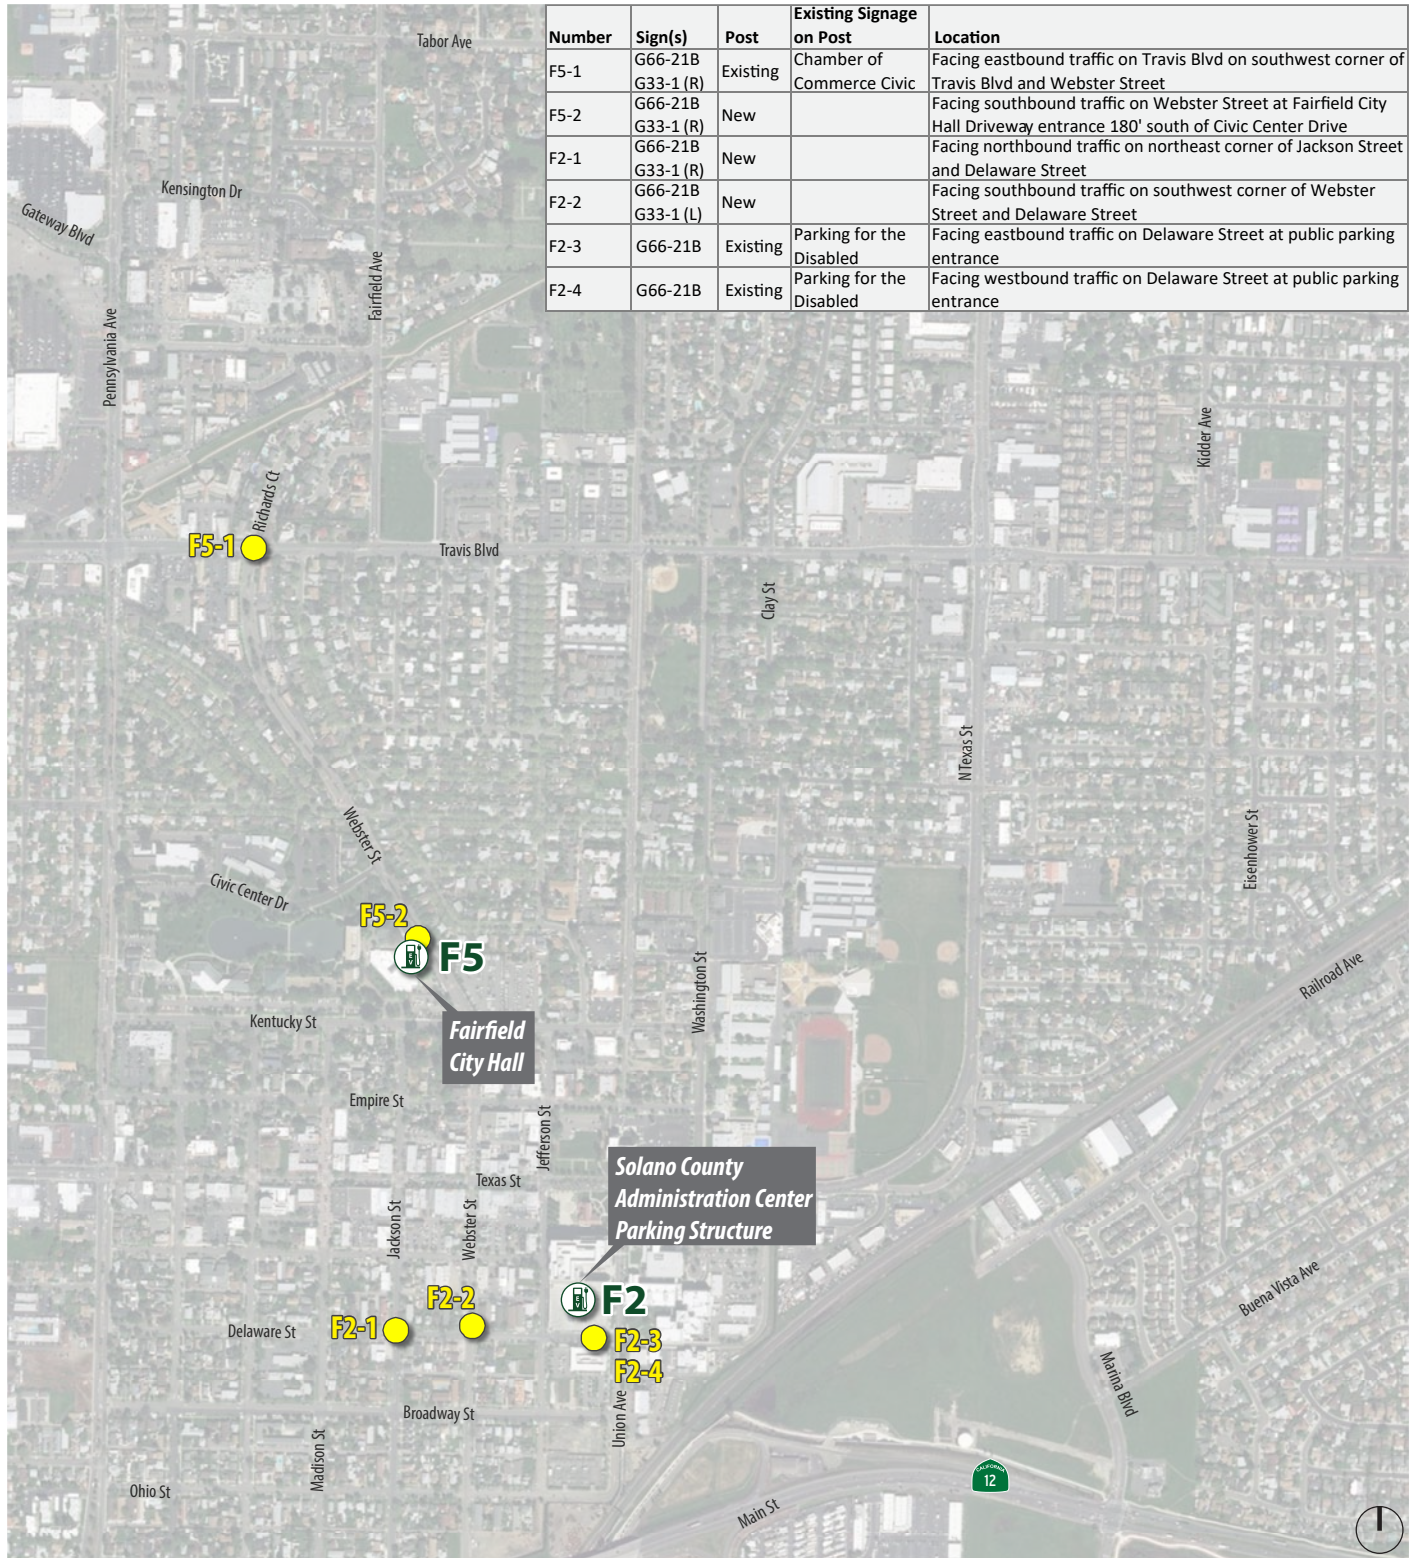 Number Sign(s) Post Existing Signage on Post Location
F5-1 G66-21B G33-1 (R) Existing Chamber of Commerce Civic Facing eastbound traffic on Travis Blvd on southwest corner of Travis Blvd and Webster Street
F5-2 G66-21B G33-1 (R) New Facing southbound traffic on Webster Street at Fairfield City Hall Driveway entrance 180' south of Civic Center Drive
F2-1 G66-21B G33-1 (R) New Facing northbound traffic on northeast corner of Jackson Street and Delaware Street
F2-2 G66-21B G33-1 (L) New Facing southbound traffic on southwest corner of Webster Street and Delaware Street
F2-3 G66-21B Existing Parking for the Disabled Facing eastbound traffic on Delaware Street at public parking entrance
F2-4 G66-21B Existing Parking for the Disabled Facing westbound traffic on Delaware Street at public parking entrance
Tabor Ave
Kensington Dr
Gateway Blvd
Fairfield Ave
Pennsylvania Ave
Kidder Ave
Richards Ct
F5-1
Travis Blvd
Clay St
N Texas St
Webster St
Eisenhower St
Civic Center Dr
F5-2
EV
F5
Washington St
Railroad Ave
Kentucky St
Fairfield
City Hall
Empire St
Jefferson St
Solano County
Administration Center
Parking Structure
Texas St
Jackson St
Webster St
EV
F2
Buena Vista Ave
F2-2
F2-1
Delaware St
F2-3
F2-4
Marina Blvd
Broadway St
Union Ave
Madison St
Ohio St
CALIFORNIA
12
Main St